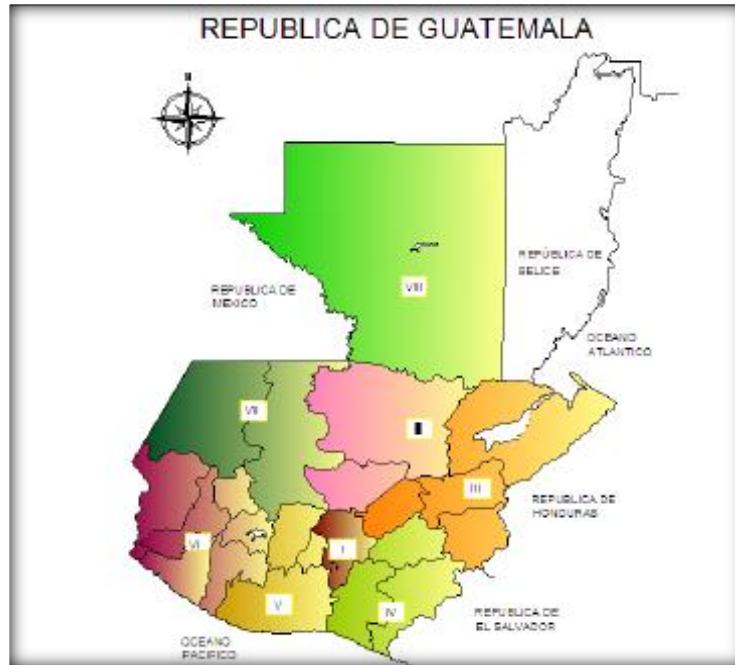 REPUBLICA DE GUATEMALA
N
REPÚBLICA DE
BELICE
REPUBLICA DE
MEXICO
VIII
OCEANO
ATLANTICO
VII
II
III
REPUBLICA DE
HONDURAS
VI
I
V
IV
REPUBLICA DE
EL SALVADOR
OCEANO
PACIFICO